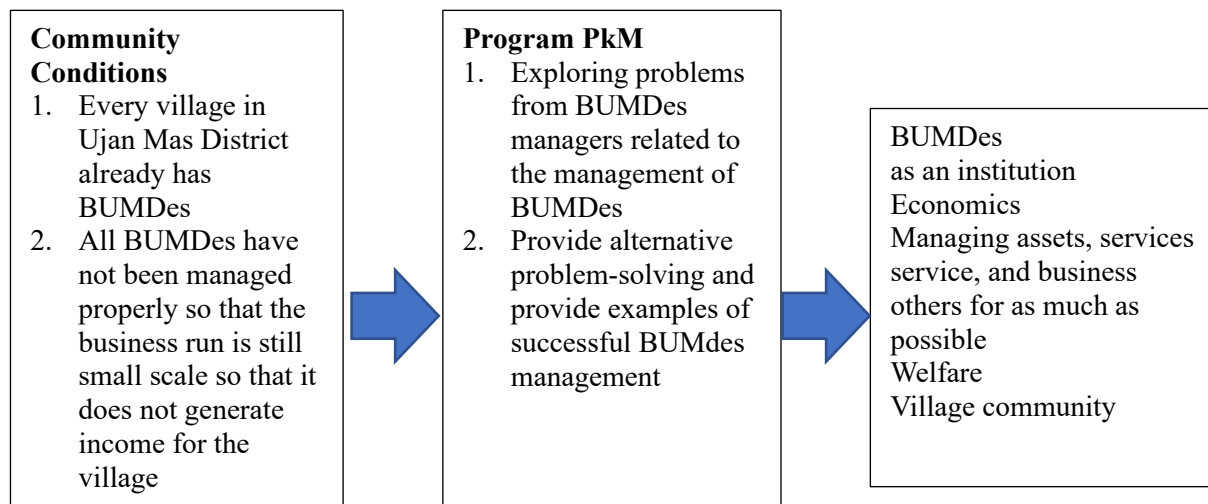 Community
Conditions
1. Every village in
Ujan Mas District
already has
BUMDes
2. All BUMDes have
not been managed
properly so that the
business run is still
small scale so that it
does not generate
income for the
village
Program PkM
1. Exploring problems
from BUMDes
managers related to
the management of
BUMDes
2. Provide alternative
problem-solving and
provide examples of
successful BUMdes
management
BUMDes
as an institution
Economics
Managing assets, services
service, and business
others for as much as
possible
Welfare
Village community